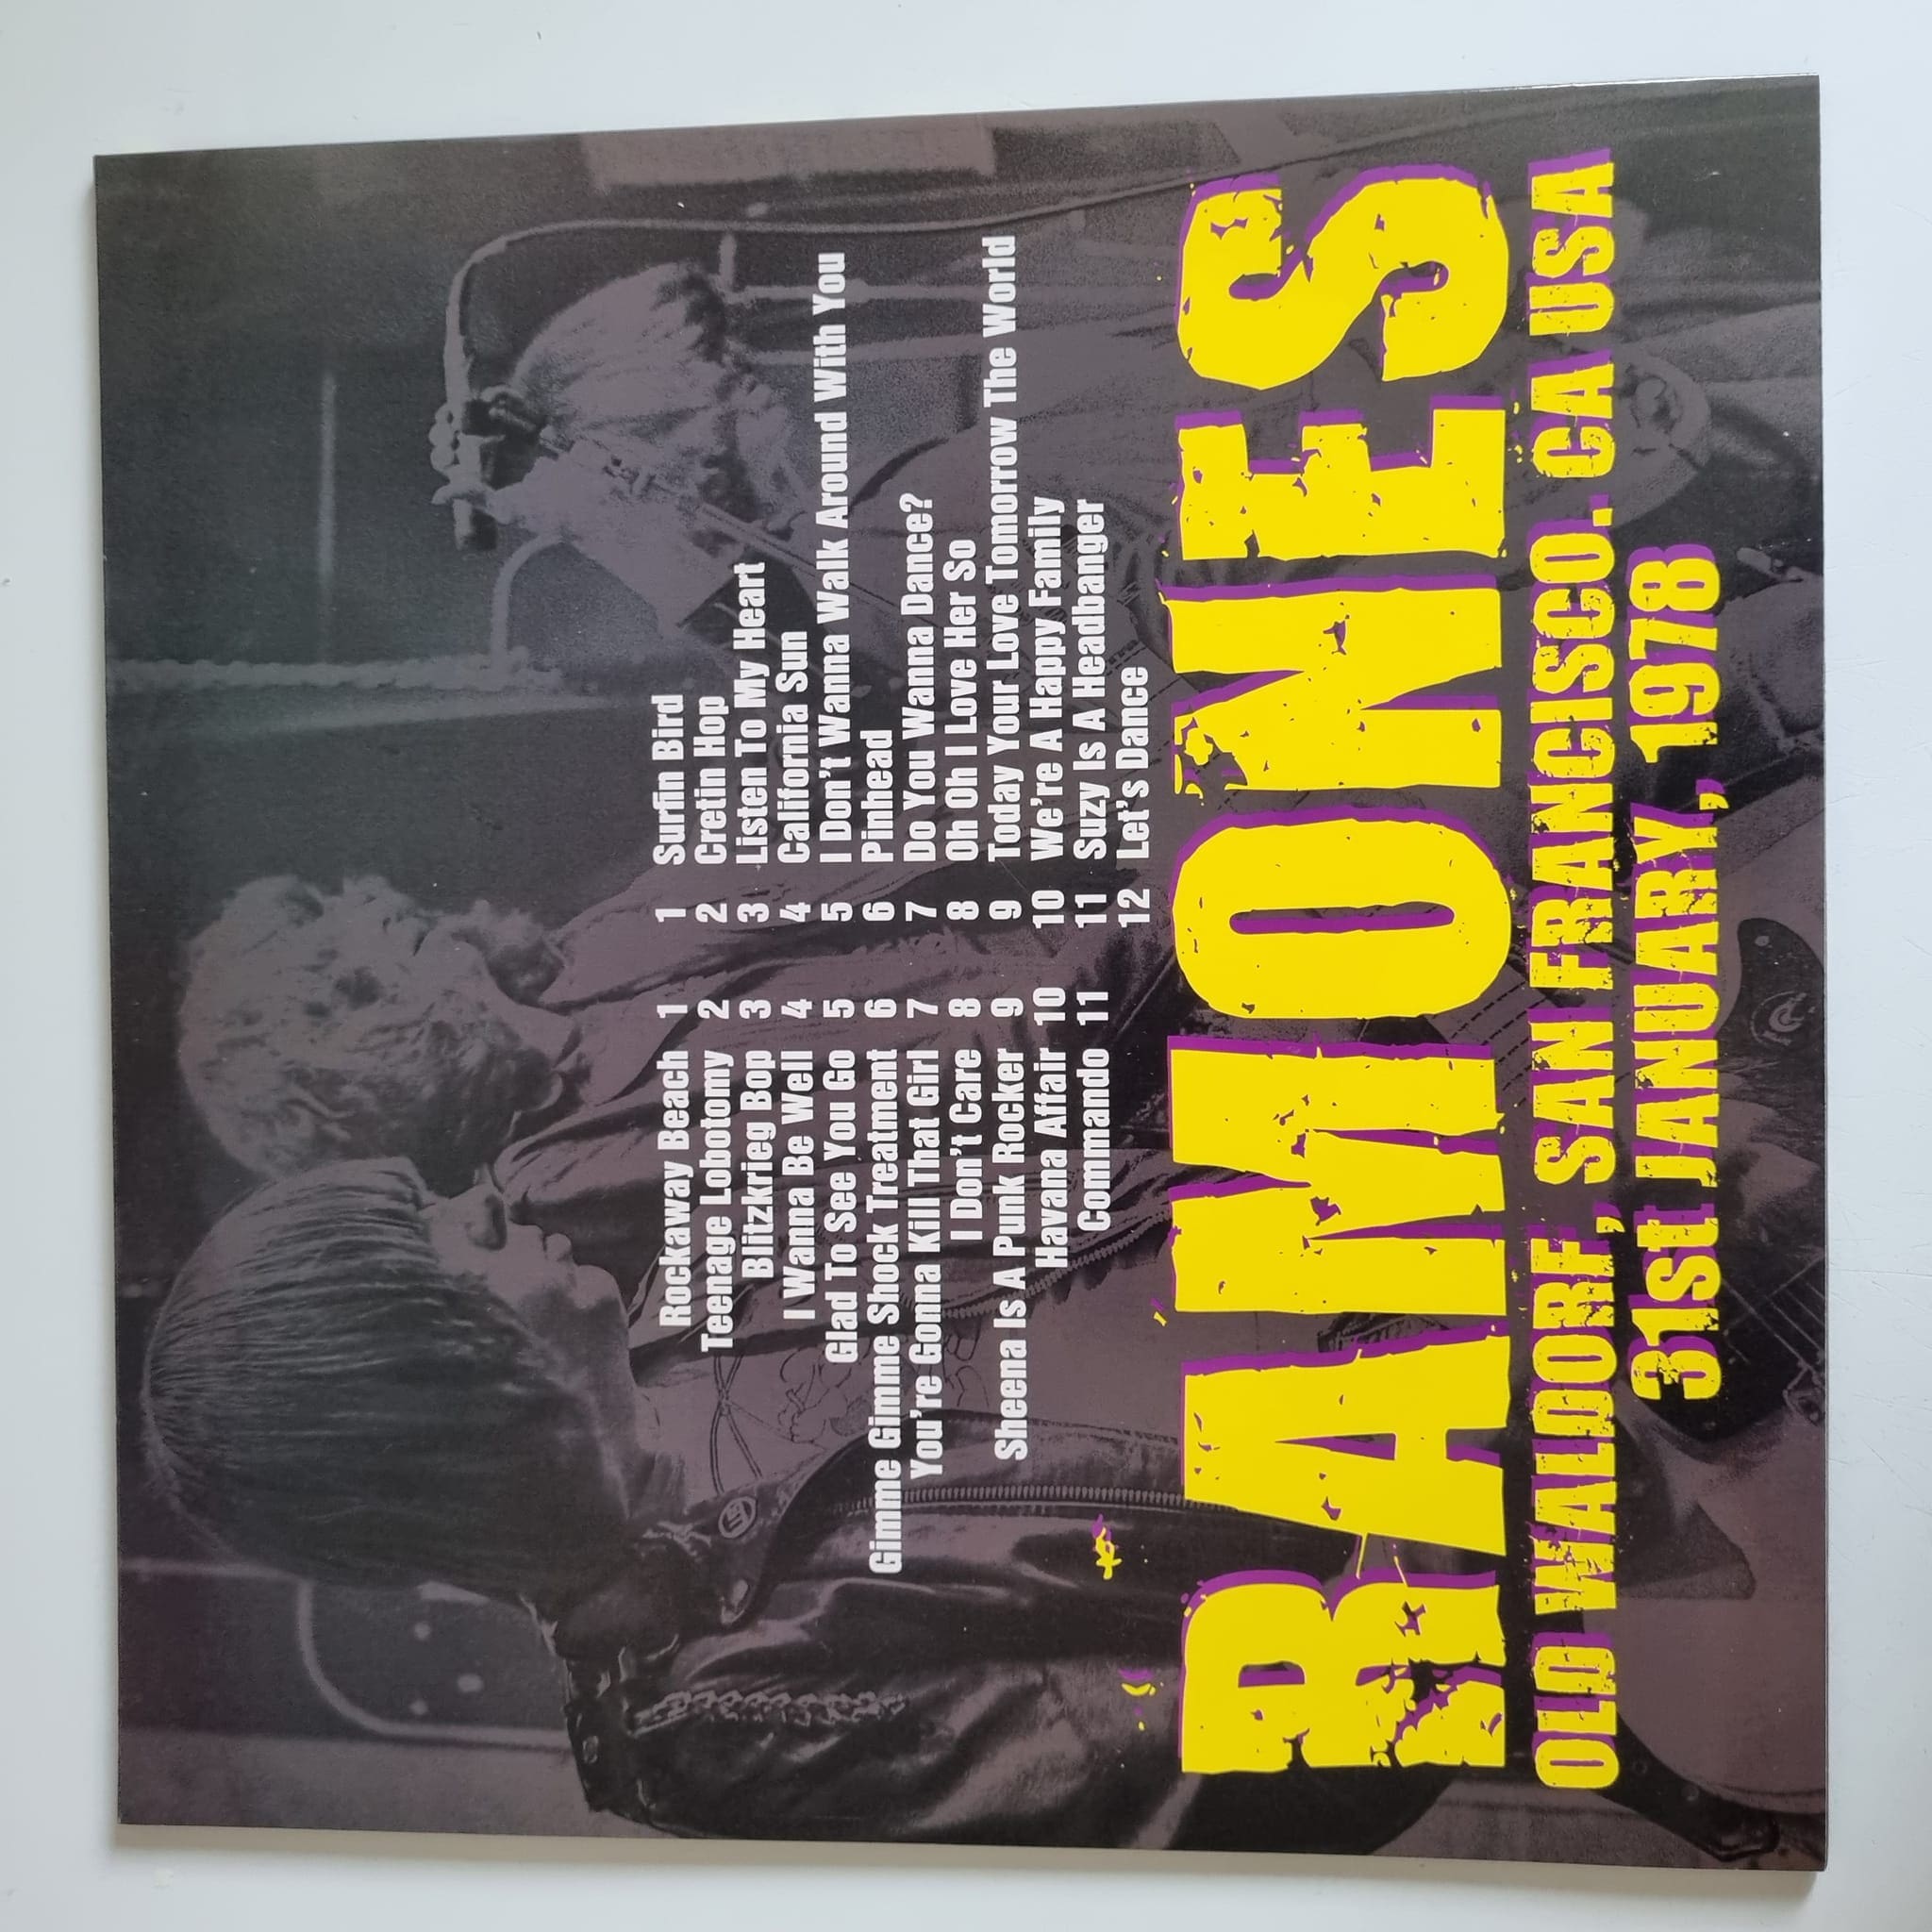 Rockaway Beach 1
Teenage Lobotomy 2
Blitzkrieg Bop 3
I Wanna Be Well 4
Glad To See You Go 5
Gimme Gimme Shock Treatment 6
You're Gonna Kill That Girl 7
I Don't Care 8
Sheena Is A Punk Rocker 9
Havana Affair 10
Commando 11
1 Surfin Bird
2 Cretin Hop
3 Listen To My Heart
4 California Sun
5 I Don't Wanna Walk Around With You
6 Pinhead
7 Do You Wanna Dance?
8 Oh Oh I Love Her So
9 Today Your Love Tomorrow The World
10 We're A Happy Family
11 Suzy Is A Headbanger
12 Let's Dance
RAMONES
OLD WALDORF, SAN FRANCISCO. CA USA
31st JANUARY, 1978